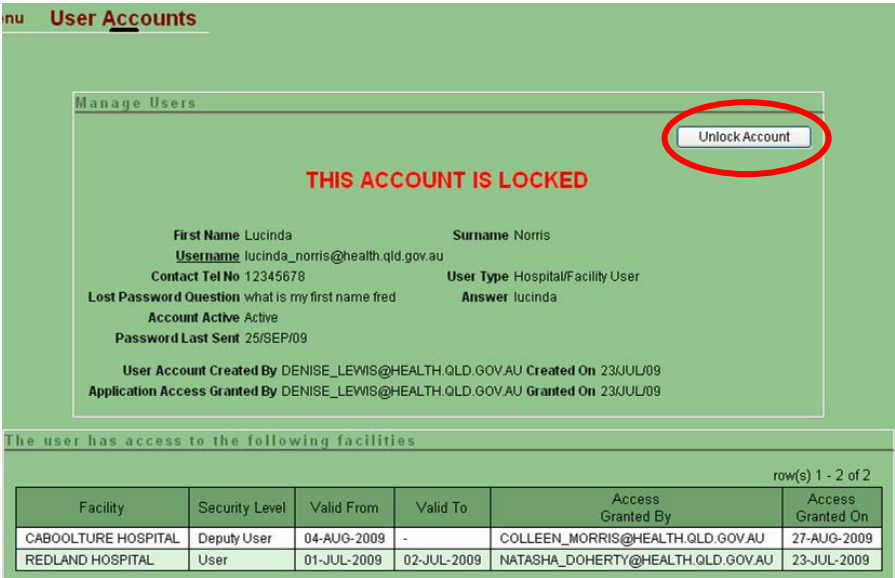 nu User Accounts
Manage Users
Unlock Account
THIS ACCOUNT IS LOCKED
First Name Lucinda Surname Norris
Username lucinda_norris@health.qld.gov.au
Contact Tel No 12345678 User Type Hospital/Facility User
Lost Password Question what is my first name fred Answer lucinda
Account Active Active
Password Last Sent 25/SEP/09
User Account Created By DENISE_LEWIS@HEALTH.QLD.GOV.AU Created On 23/JUL/09
Application Access Granted By DENISE_LEWIS@HEALTH.QLD.GOV.AU Granted On 23/JUL/09
The user has access to the following facilities
row(s) 1 - 2 of 2
Facility Security Level Valid From Valid To Access Granted By Access Granted On
CABOOLTURE HOSPITAL Deputy User 04-AUG-2009 - COLLEEN_MORRIS@HEALTH.QLD.GOV.AU 27-AUG-2009
REDLAND HOSPITAL User 01-JUL-2009 02-JUL-2009 NATASHA_DOHERTY@HEALTH.QLD.GOV.AU 23-JUL-2009